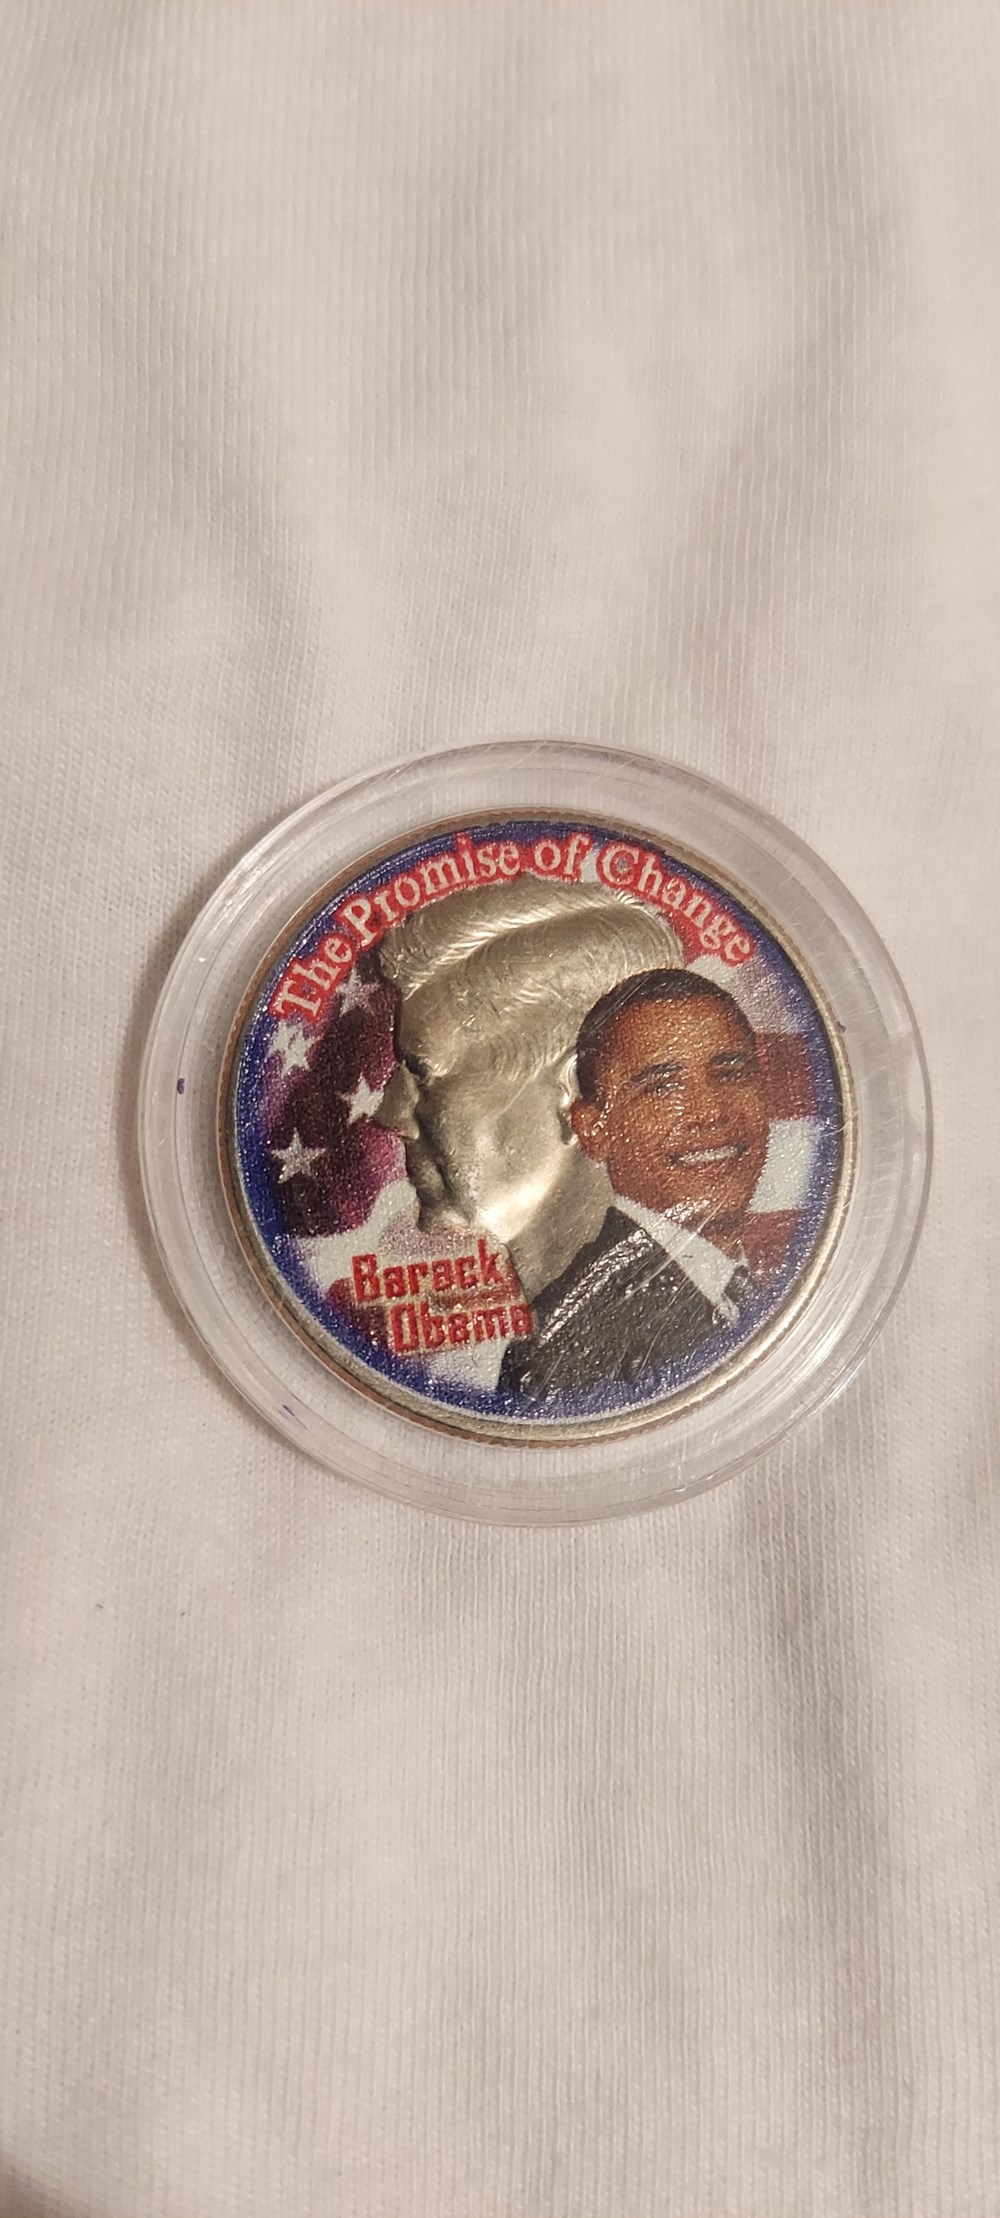 The Promise of Change
Barack
Obama